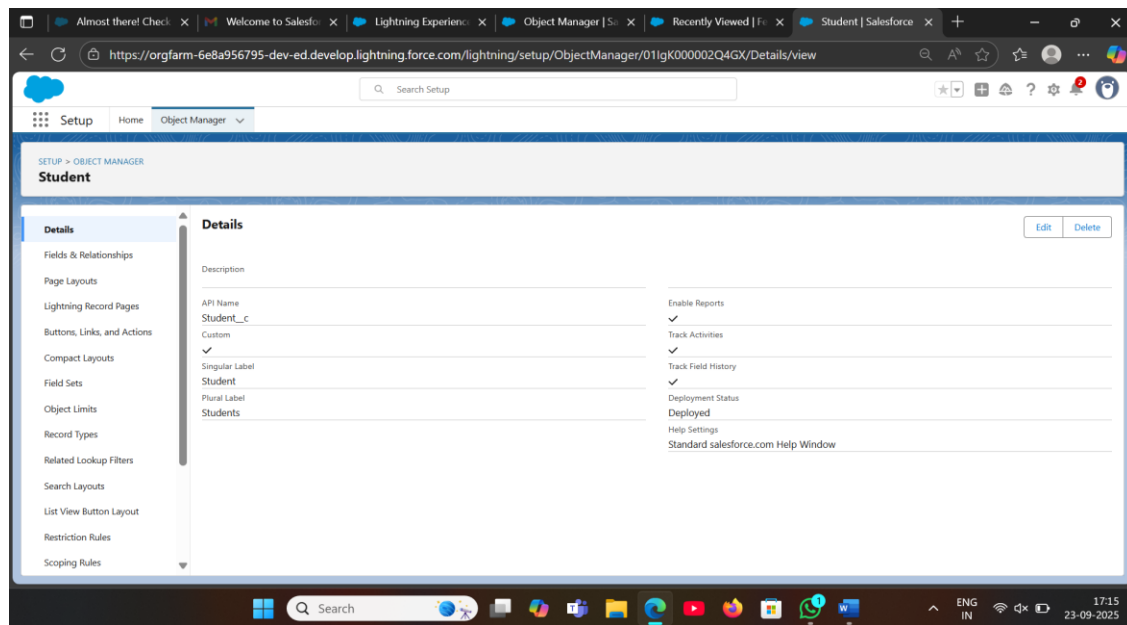 Almost there! Check
Welcome to Salesfor
Lightning Experienc
Object Manager | Sa
Recently Viewed | Fe
Student | Salesforce
https://orgfarm-6e8a956795-dev-ed.develop.lightning.force.com/lightning/setup/ObjectManager/01IgK000002Q4GX/Details/view
Search Setup
2
Setup
Home
Object Manager
SETUP > OBJECT MANAGER
Student
Details
Fields & Relationships
Page Layouts
Lightning Record Pages
Buttons, Links, and Actions
Compact Layouts
Field Sets
Object Limits
Record Types
Related Lookup Filters
Search Layouts
List View Button Layout
Restriction Rules
Scoping Rules
Details
Edit
Delete
Description
API Name
Student__c
Custom
Singular Label
Student
Plural Label
Students
Enable Reports
Track Activities
Track Field History
Deployment Status
Deployed
Help Settings
Standard salesforce.com Help Window
Search
1
ENG
IN
17:15
23-09-2025